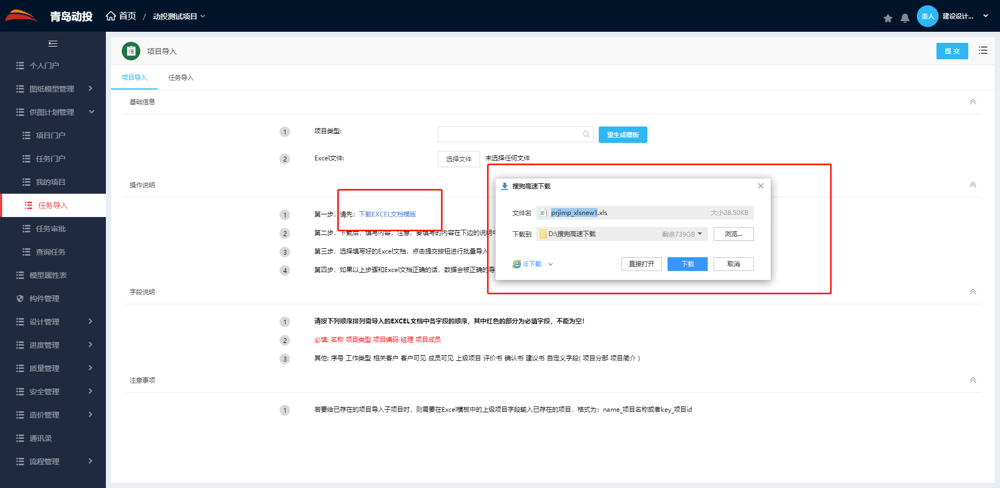 青岛动投 首页 / 动投测试项目 责人 建设设计...
个人门户
图纸模型管理
供图计划管理
项目门户
任务门户
我的项目
任务导入
任务审批
查询任务
模型属性表
构件管理
设计管理
进度管理
质量管理
安全管理
造价管理
通讯录
流程管理
项目导入 提 交
项目导入 任务导入
基础信息
1 项目类型: 重生成模板
2 Excel文件: 选择文件 未选择任何文件
操作说明
1 第一步，请先：下载EXCEL文档模版
2 第二步，下载后，填写内容，注意，要填写的内容在下边的说明中
3 第三步，选择填写好的Excel文档，点击提交按钮进行批量导入
4 第四步，如果以上步骤和Excel文档正确的话，数据会被正确的导
搜狗高速下载
文件名 prjimp_xlsnew1.xls 大小28.50KB
下载到 D:\搜狗高速下载 剩余739GB 浏览...
IE下载 直接打开 下载 取消
字段说明
1 请按下列顺序排列需导入的EXCEL文档中各字段的顺序，其中红色的部分为必填字段，不能为空！
2 必填: 名称 项目类型 项目编码 经理 项目成员
3 其他: 序号 工作类型 相关客户 客户可见 成员可见 上级项目 评价书 确认书 建议书 自定义字段( 项目分部 项目简介 )
注意事项
1 若要给已存在的项目导入子项目时，则需要在Excel模板中的上级项目字段输入已存在的项目，格式为：name_项目名称或者key_项目id